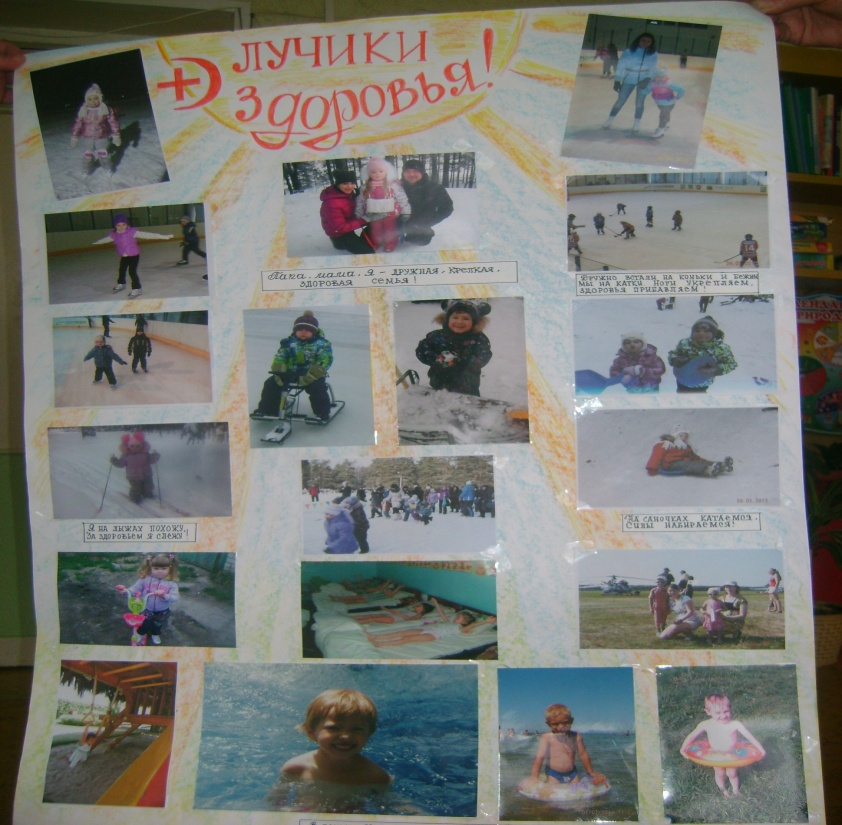 ЛУЧИКИ
здоровья!
Папа, мама, я - дружная, крепкая,
здоровая семья!
Дружно встали на коньки и бежим
мы на катки. Ноги укрепляем,
здоровья прибавляем!
Я на лыжах похожу,
за здоровьем я слежу!
На саночках катаемся,
силы набираемся!
14